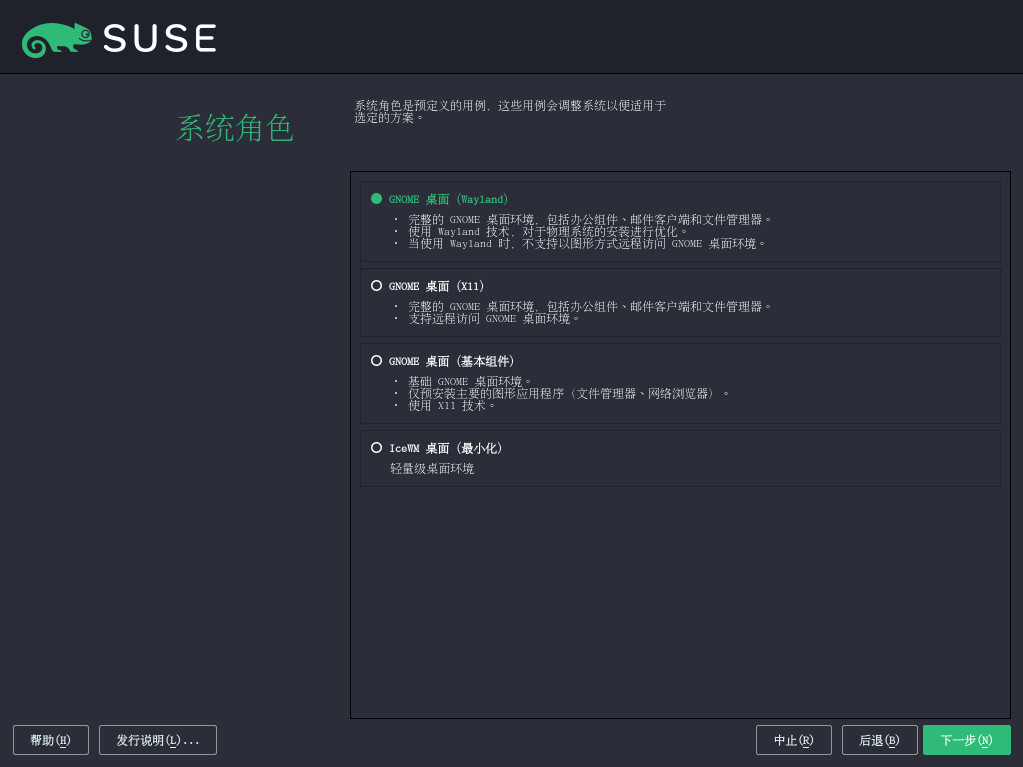 SUSE
系统角色
系统角色是预定义的用例，这些用例会调整系统以便适用于
选定的方案。
GNOME 桌面 (Wayland)
· 完整的 GNOME 桌面环境，包括办公组件、邮件客户端和文件管理器。
· 使用 Wayland 技术，对于物理系统的安装进行优化。
· 当使用 Wayland 时，不支持以图形方式远程访问 GNOME 桌面环境。
GNOME 桌面 (X11)
· 完整的 GNOME 桌面环境，包括办公组件、邮件客户端和文件管理器。
· 支持远程访问 GNOME 桌面环境。
GNOME 桌面 (基本组件)
· 基础 GNOME 桌面环境。
· 仅预安装主要的图形应用程序（文件管理器、网络浏览器）。
· 使用 X11 技术。
IceWM 桌面 (最小化)
轻量级桌面环境
帮助(H) 发行说明(L)... 中止(R) 后退(B) 下一步(N)